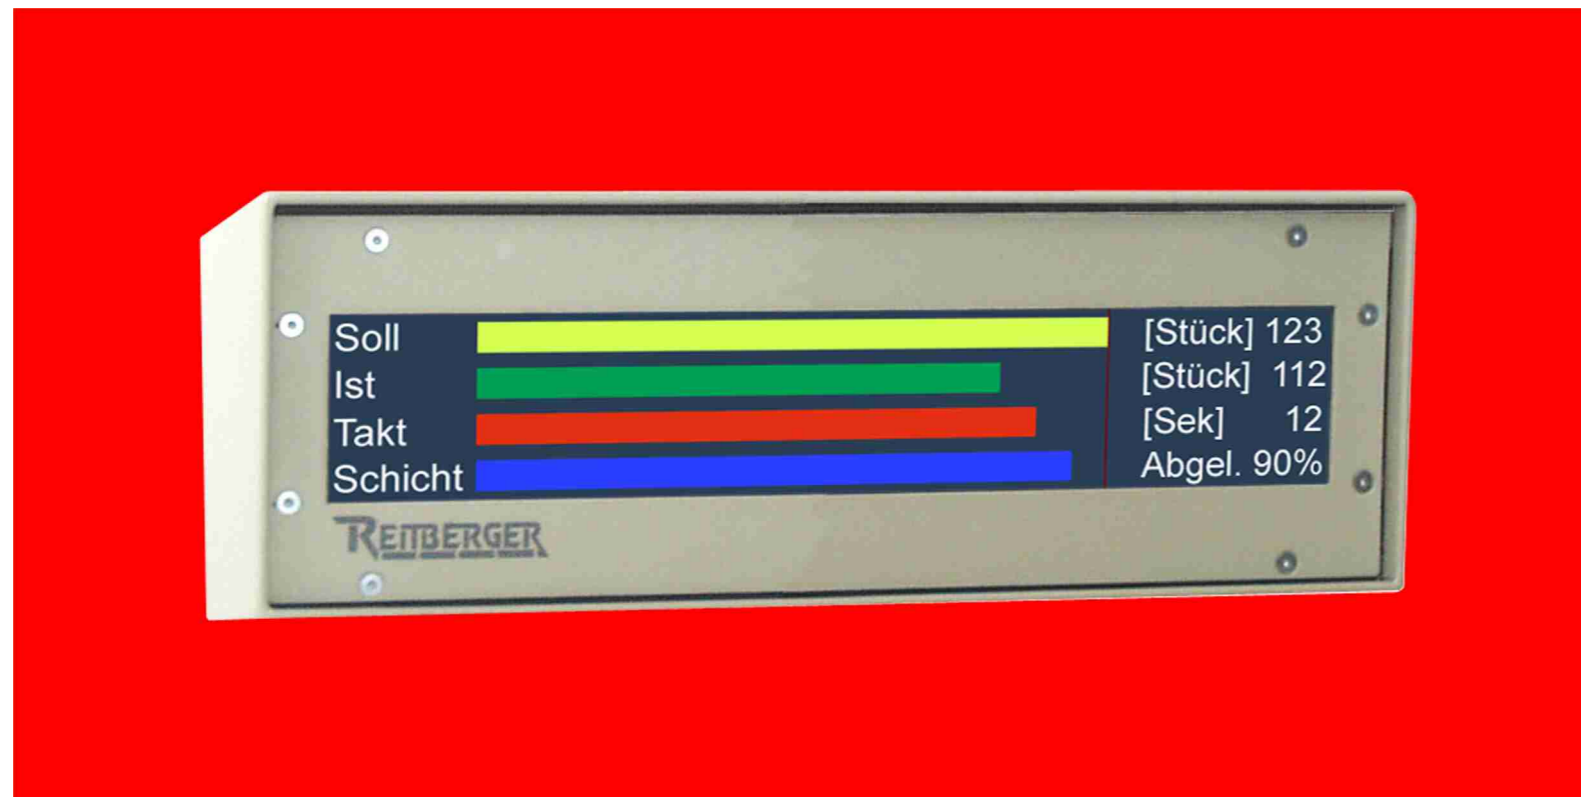 Soll [Stück] 123
Ist [Stück] 112
Takt [Sek] 12
Schicht Abgel. 90%
REITBERGER